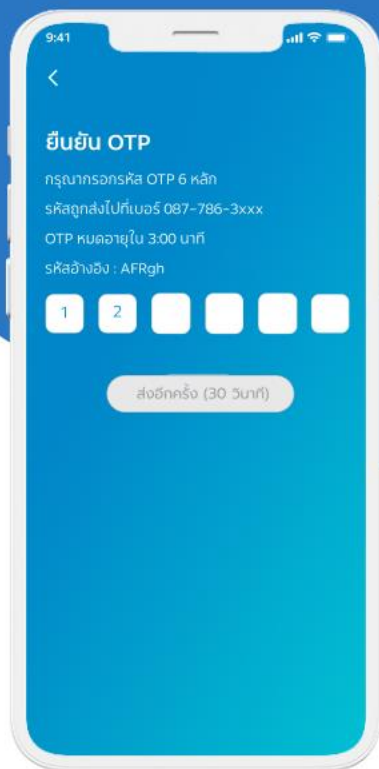 9:41
ยืนยัน OTP
กรุณากรอกรหัส OTP 6 หลัก
รหัสถูกส่งไปที่เบอร์ 087-786-3xxx
OTP หมดอายุใน 3:00 นาที
รหัสอ้างอิง : AFRgh
1 2
ส่งอีกครั้ง (30 วินาที)